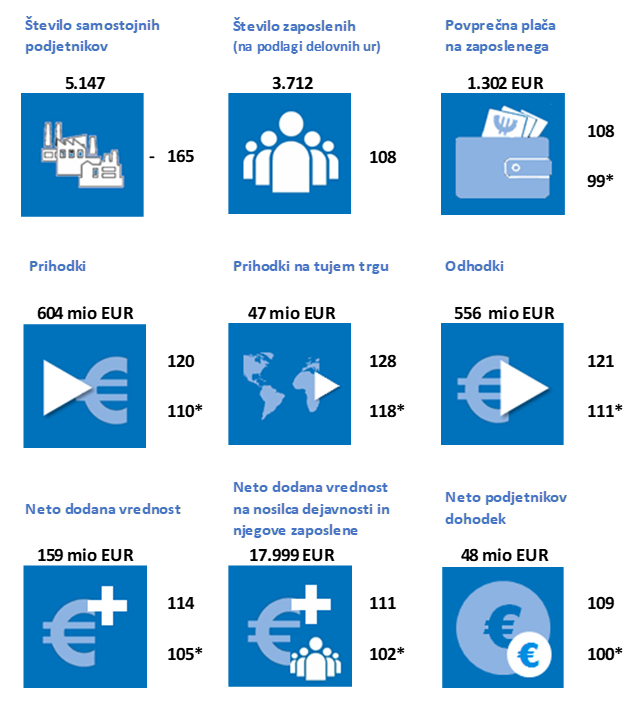 Število samostojnih
podjetnikov
5.147
- 165
Število zaposlenih
(na podlagi delovnih ur)
3.712
108
Povprečna plača
na zaposlenega
1.302 EUR
108
99*
Prihodki
604 mio EUR
120
110*
Prihodki na tujem trgu
47 mio EUR
128
118*
Odhodki
556 mio EUR
121
111*
Neto dodana vrednost
159 mio EUR
114
105*
Neto dodana vrednost
na nosilca dejavnosti in
njegove zaposlene
17.999 EUR
111
102*
Neto podjetnikov
dohodek
48 mio EUR
109
100*